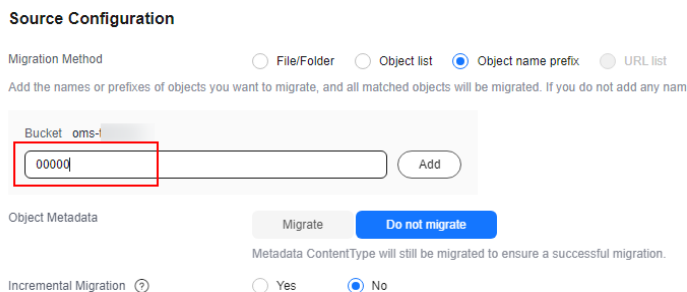 Source Configuration
Migration Method File/Folder Object list Object name prefix URL list
Add the names or prefixes of objects you want to migrate, and all matched objects will be migrated. If you do not add any nam
Bucket oms-
00000 Add
Object Metadata Migrate Do not migrate
Metadata ContentType will still be migrated to ensure a successful migration.
Incremental Migration ? Yes No